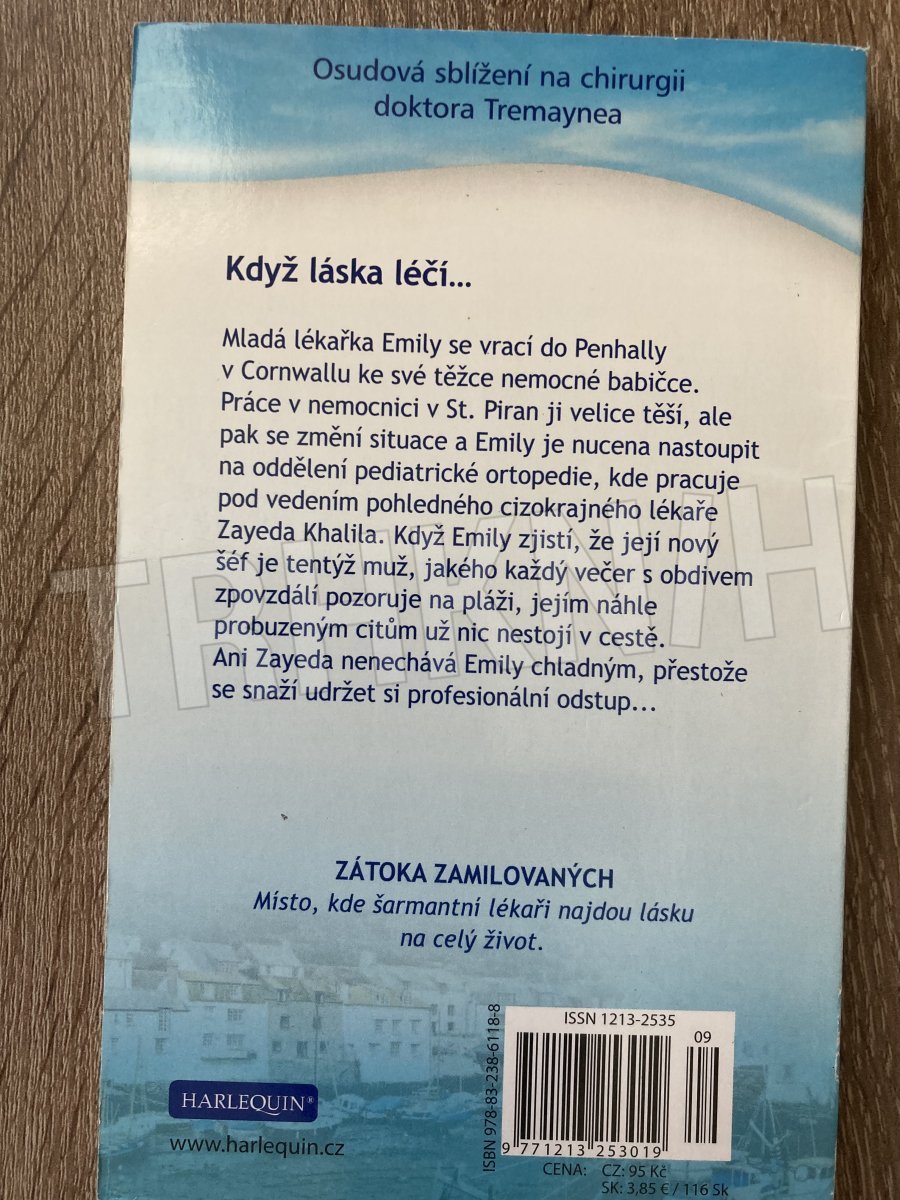 Osudová sblížení na chirurgii
doktora Tremaynea
Když láska léčí...
Mladá lékařka Emily se vrací do Penhally
v Cornwallu ke své těžce nemocné babičce.
Práce v nemocnici v St. Piran ji velice těší, ale
pak se změní situace a Emily je nucena nastoupit
na oddělení pediatrické ortopedie, kde pracuje
pod vedením pohledného cizokrajného lékaře
Zayeda Khalila. Když Emily zjistí, že její nový
šéf je tentýž muž, jakého každý večer s obdivem
zpovzdálí pozoruje na pláži, jejím náhle
probuzeným citům už nic nestojí v cestě.
Ani Zayeda nenechává Emily chladným, přestože
se snaží udržet si profesionální odstup...
ZÁTOKA ZAMILOVANÝCH
Místo, kde šarmantní lékaři najdou lásku
na celý život.
HARLEQUIN®
www.harlequin.cz
ISBN 978-83-238-6118-8
ISSN 1213-2535
09
9 771213 253019
CENA: CZ: 95 Kč
SK: 3,85 € / 116 Sk
TRHKNIH